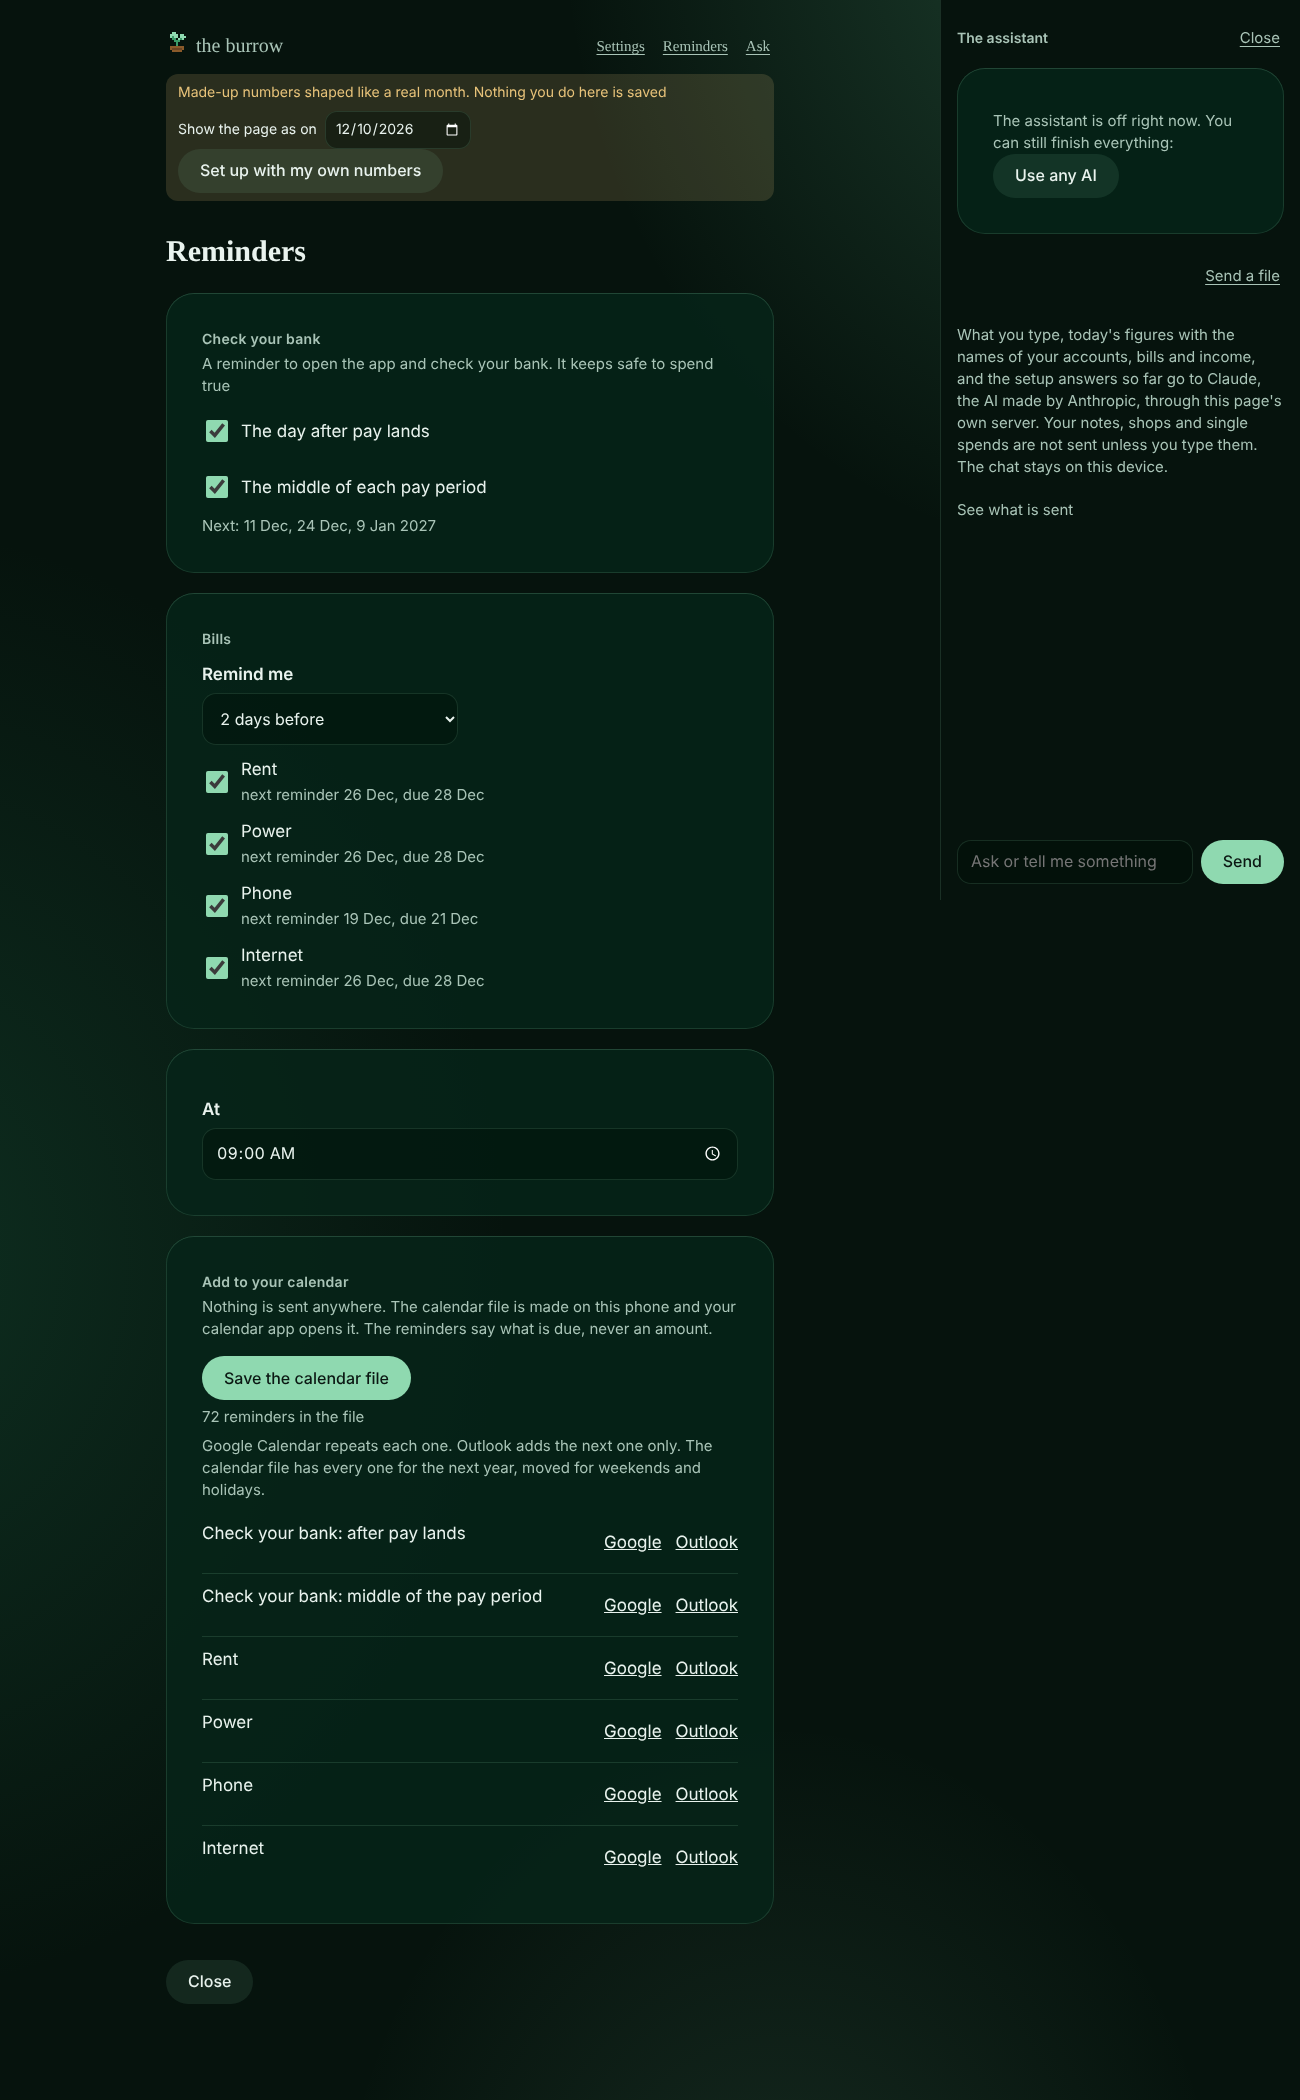 the burrow
Settings Reminders Ask
Made-up numbers shaped like a real month. Nothing you do here is saved
Show the page as on 12/10/2026
Set up with my own numbers
Reminders
Check your bank
A reminder to open the app and check your bank. It keeps safe to spend
true
The day after pay lands
The middle of each pay period
Next: 11 Dec, 24 Dec, 9 Jan 2027
Bills
Remind me
2 days before
Rent
next reminder 26 Dec, due 28 Dec
Power
next reminder 26 Dec, due 28 Dec
Phone
next reminder 19 Dec, due 21 Dec
Internet
next reminder 26 Dec, due 28 Dec
At
09:00 AM
Add to your calendar
Nothing is sent anywhere. The calendar file is made on this phone and your
calendar app opens it. The reminders say what is due, never an amount.
Save the calendar file
72 reminders in the file
Google Calendar repeats each one. Outlook adds the next one only. The
calendar file has every one for the next year, moved for weekends and
holidays.
Check your bank: after pay lands Google Outlook
Check your bank: middle of the pay period Google Outlook
Rent Google Outlook
Power Google Outlook
Phone Google Outlook
Internet Google Outlook
Close
The assistant Close
The assistant is off right now. You
can still finish everything:
Use any AI
Send a file
What you type, today's figures with the
names of your accounts, bills and income,
and the setup answers so far go to Claude,
the AI made by Anthropic, through this page's
own server. Your notes, shops and single
spends are not sent unless you type them.
The chat stays on this device.
See what is sent
Ask or tell me something Send